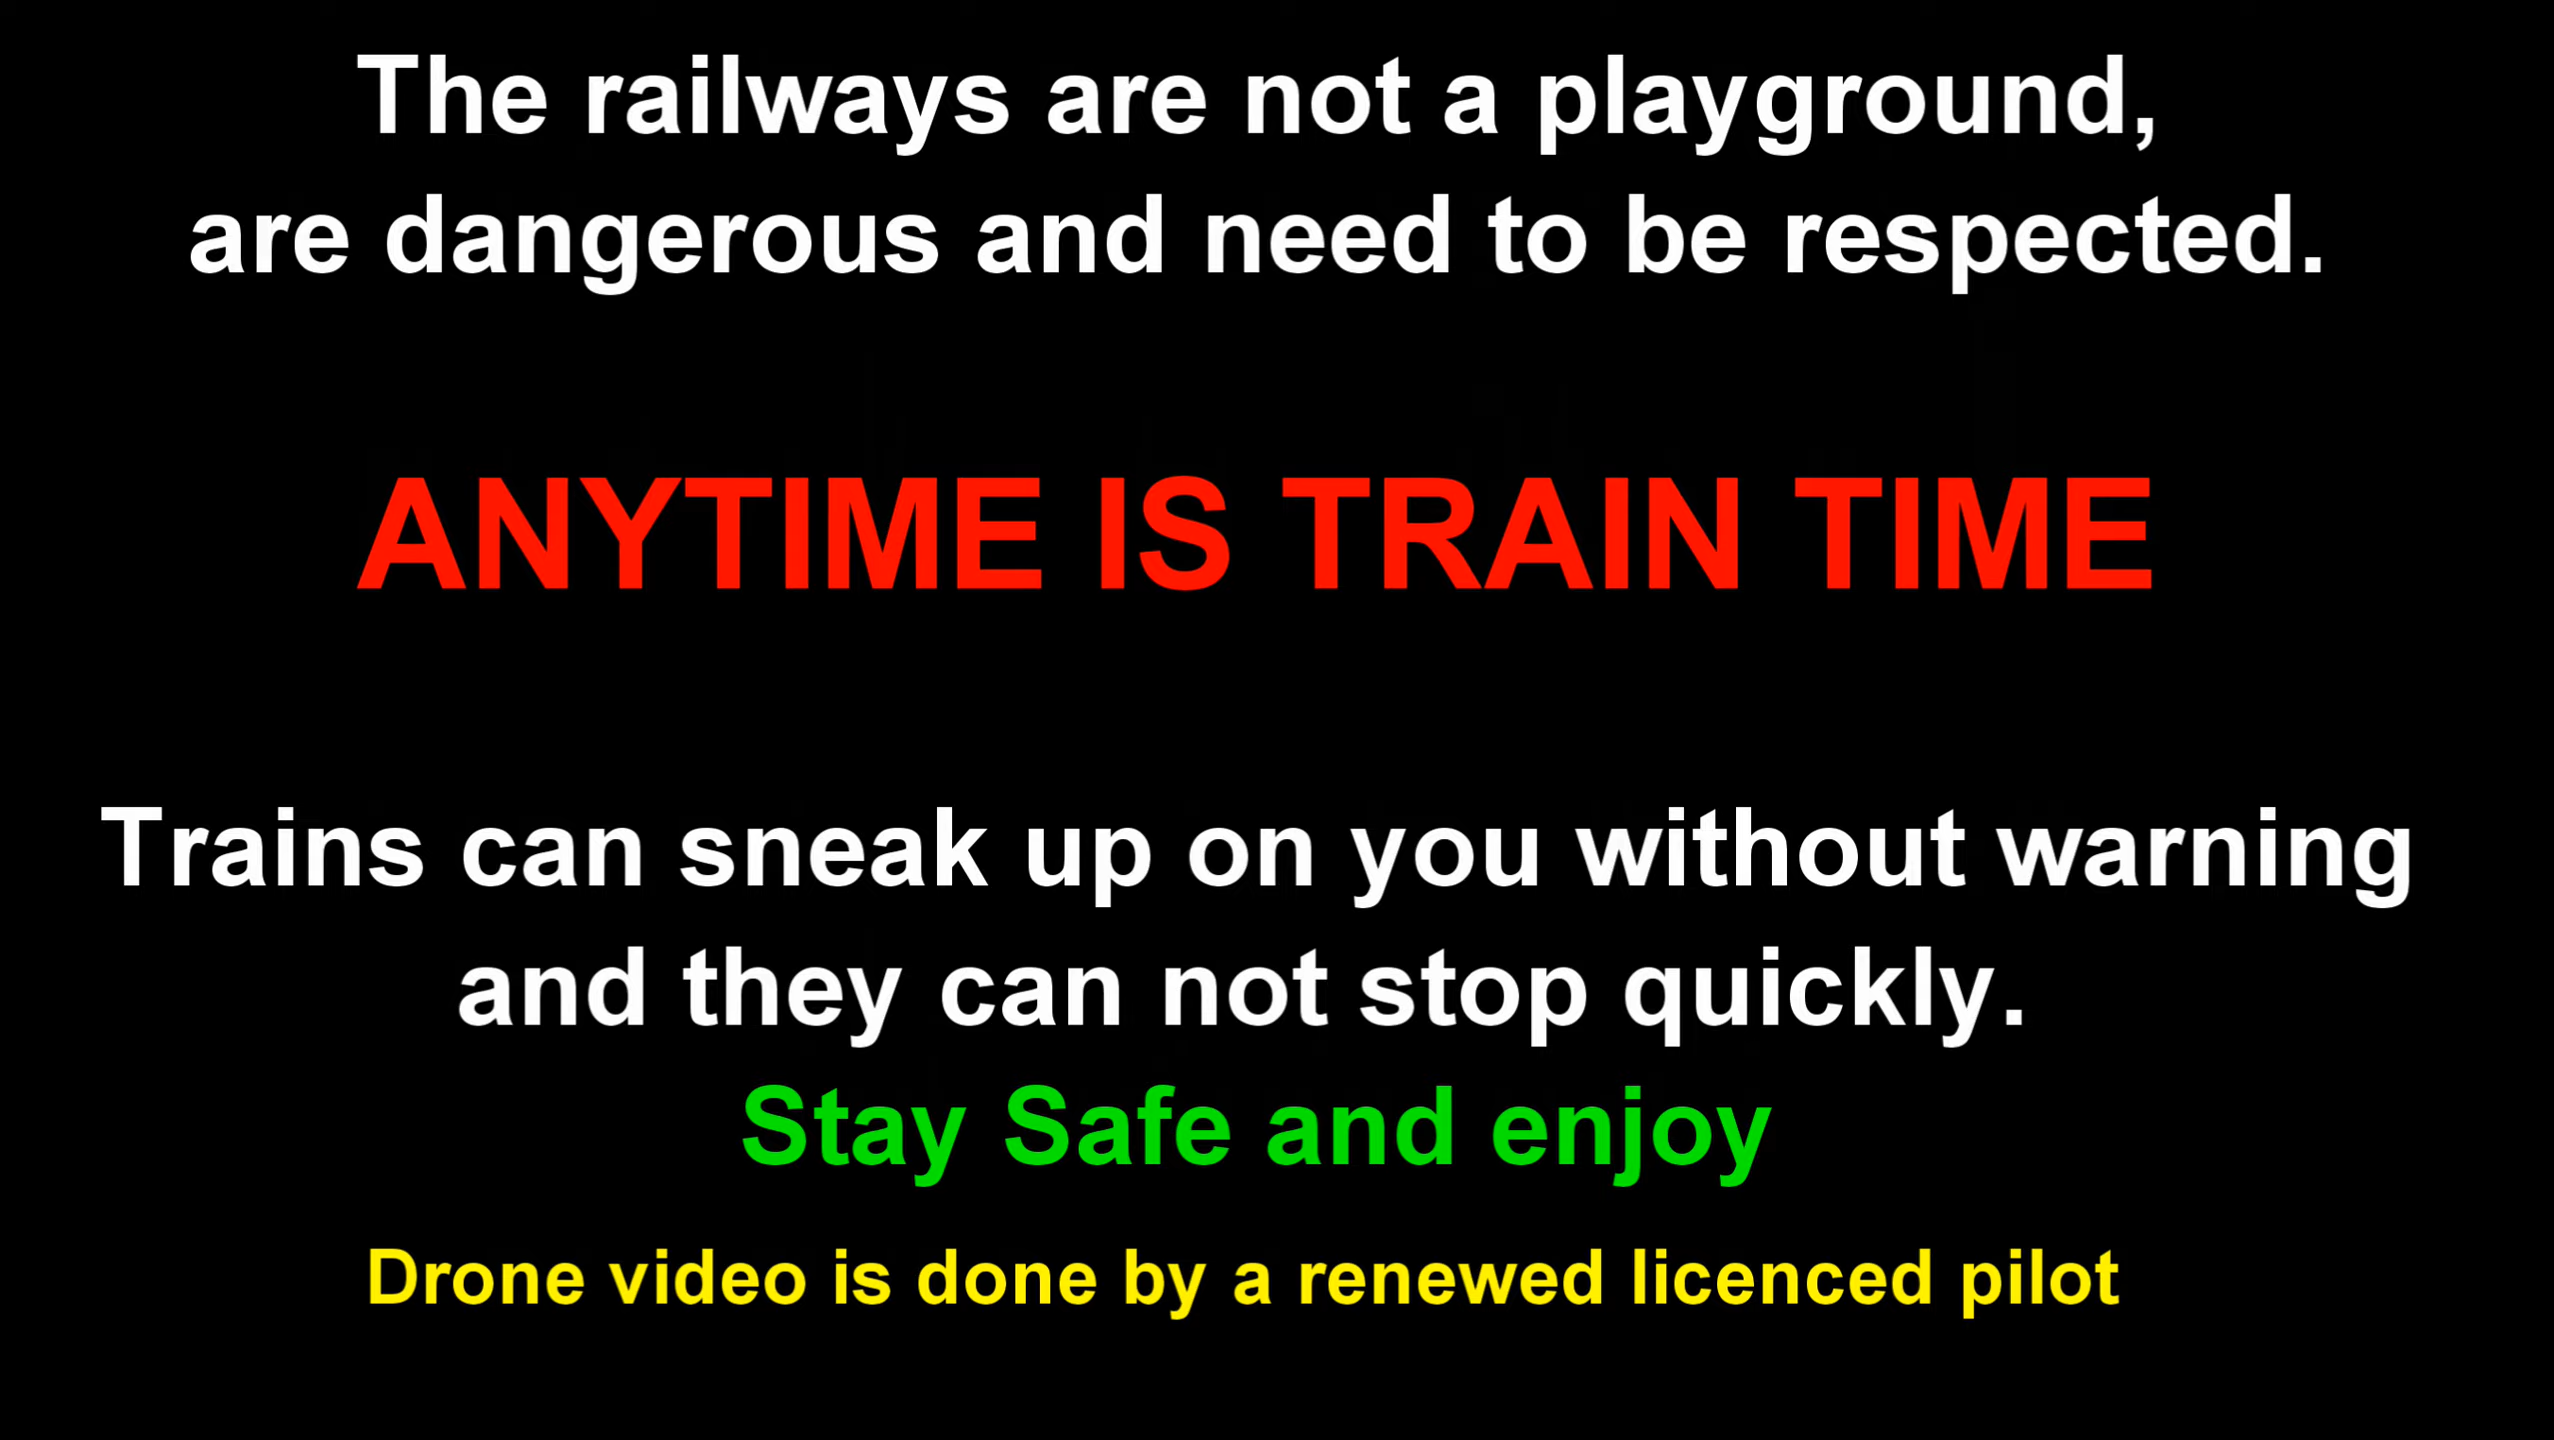 The railways are not a playground,
are dangerous and need to be respected.
ANYTIME IS TRAIN TIME
Trains can sneak up on you without warning
and they can not stop quickly.
Stay Safe and enjoy
Drone video is done by a renewed licenced pilot